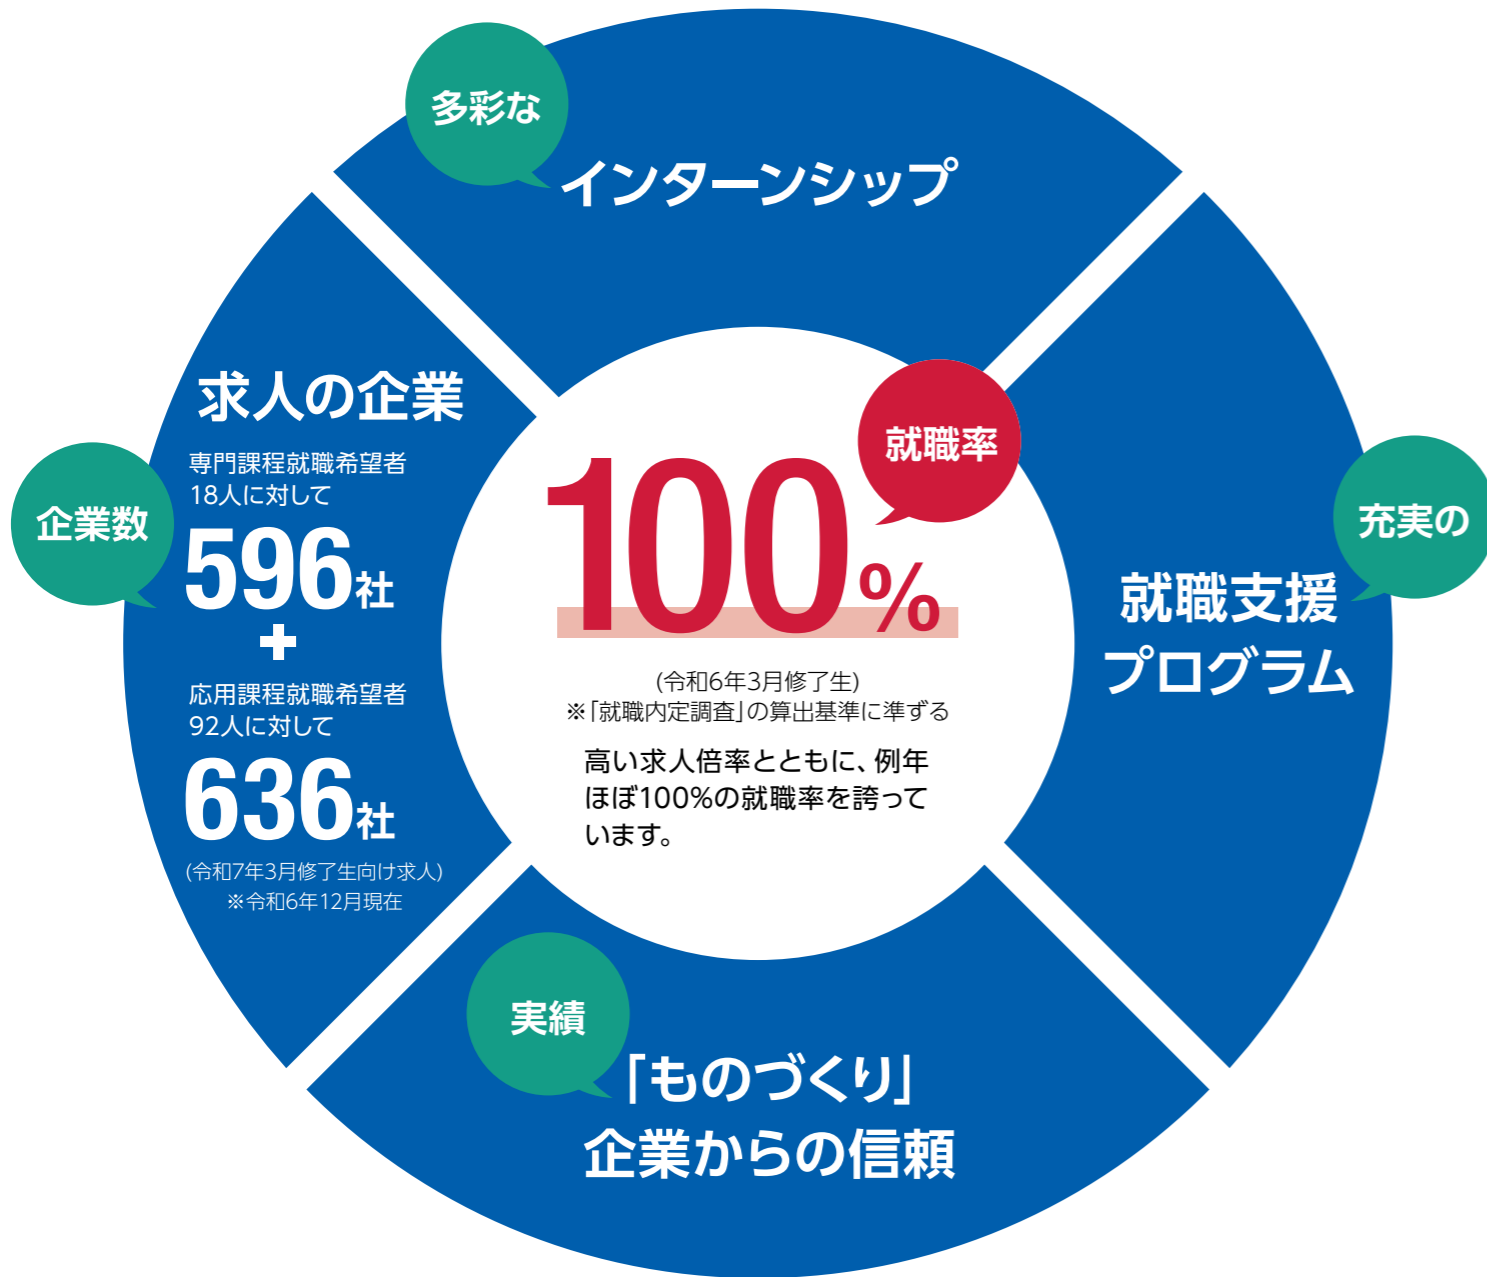 多彩な
インターンシップ
求人の企業
専門課程就職希望者
18人に対して
企業数
596社
+
応用課程就職希望者
92人に対して
636社
(令和7年3月修了生向け求人)
※令和6年12月現在
就職率
100%
(令和6年3月修了生)
※「就職内定調査」の算出基準に準ずる
高い求人倍率とともに、例年
ほぼ100%の就職率を誇って
います。
充実の
就職支援
プログラム
実績
「ものづくり」
企業からの信頼